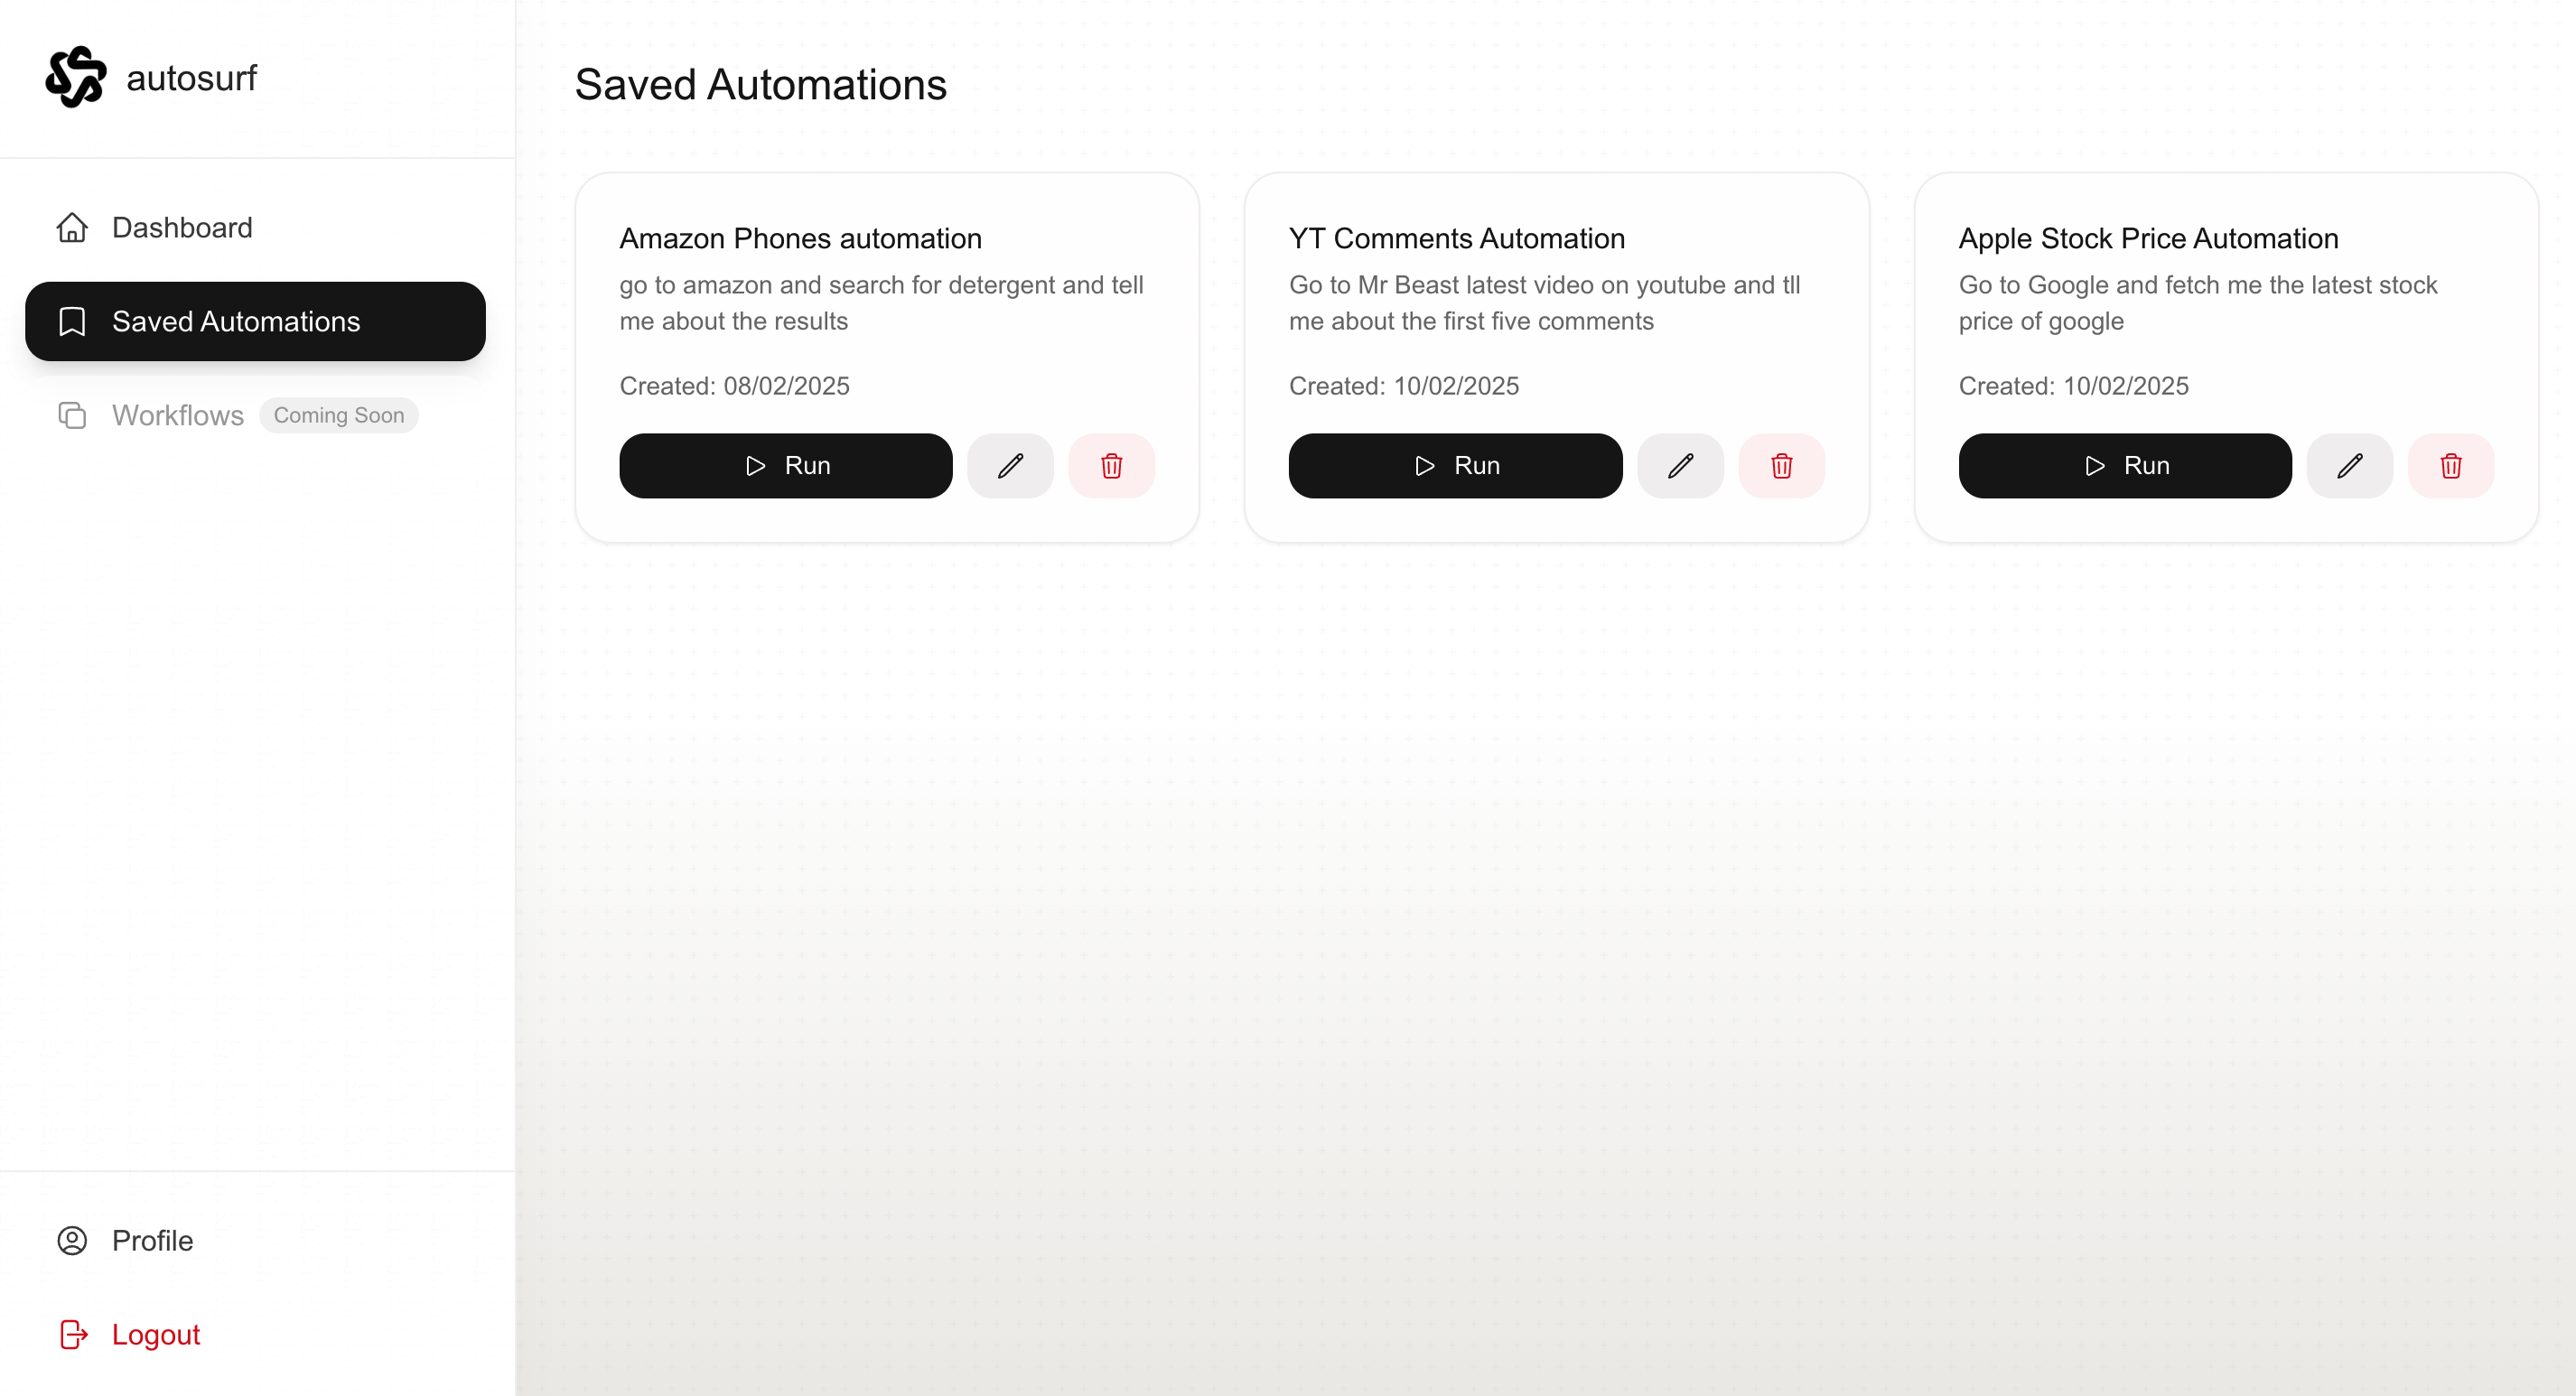 autosurf
Dashboard
Saved Automations
Workflows Coming Soon
Profile
Logout
Saved Automations
Amazon Phones automation
go to amazon and search for detergent and tell
me about the results
Created: 08/02/2025
Run
YT Comments Automation
Go to Mr Beast latest video on youtube and tll
me about the first five comments
Created: 10/02/2025
Run
Apple Stock Price Automation
Go to Google and fetch me the latest stock
price of google
Created: 10/02/2025
Run